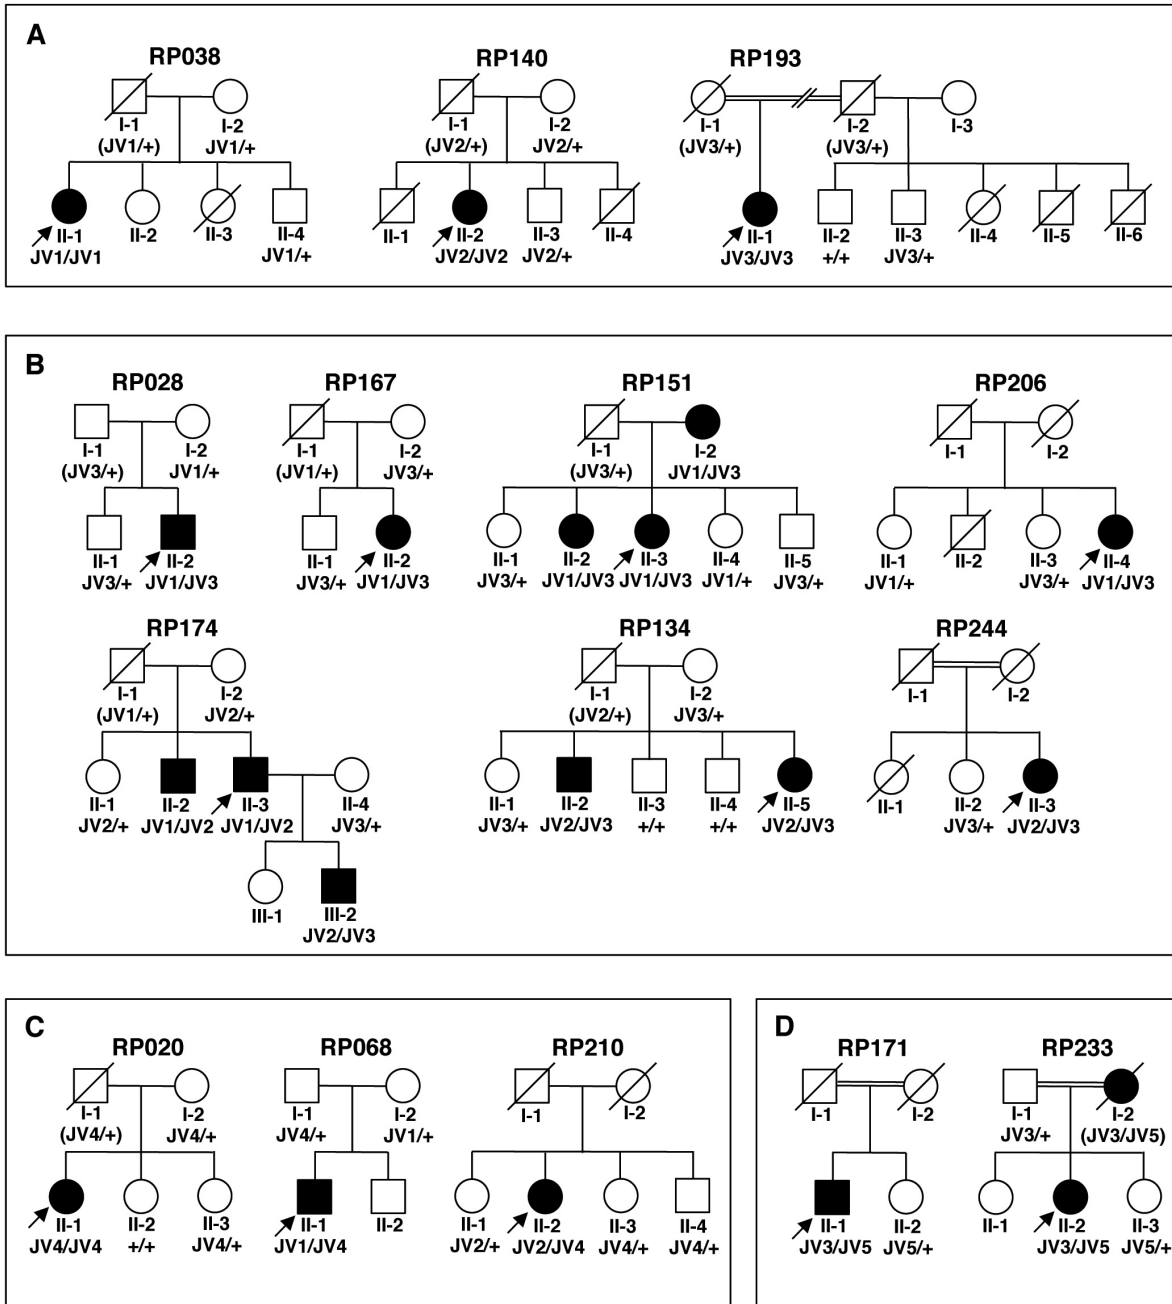 A
RP038 RP140 RP193
I-1 I-2 I-1 I-2 I-1 I-2 I-3
(JV1/+) JV1/+ (JV2/+) JV2/+ (JV3/+) (JV3/+)
II-1 II-2 II-3 II-4 II-1 II-2 II-3 II-4 II-1 II-2 II-3 II-4 II-5 II-6
JV1/JV1 JV1/+ JV2/JV2 JV2/+ JV3/JV3 +/+ JV3/+
B
RP028 RP167 RP151 RP206
I-1 I-2 I-1 I-2 I-1 I-2 I-1 I-2
(JV3/+) JV1/+ (JV1/+) JV3/+ (JV3/+) JV1/JV3
II-1 II-2 II-1 II-2 II-1 II-2 II-3 II-4 II-5 II-1 II-2 II-3 II-4
JV3/+ JV1/JV3 JV3/+ JV1/JV3 JV3/+ JV1/JV3 JV1/JV3 JV1/+ JV3/+ JV1/+ JV3/+ JV1/JV3
RP174 RP134 RP244
I-1 I-2 I-1 I-2 I-1 I-2
(JV1/+) JV2/+ (JV2/+) JV3/+
II-1 II-2 II-3 II-4 II-1 II-2 II-3 II-4 II-5 II-1 II-2 II-3
JV2/+ JV1/JV2 JV1/JV2 JV3/+ JV3/+ JV2/JV3 +/+ +/+ JV2/JV3 JV3/+ JV2/JV3
III-1 III-2
JV2/JV3
C
RP020 RP068 RP210
I-1 I-2 I-1 I-2 I-1 I-2
(JV4/+) JV4/+ JV4/+ JV1/+
II-1 II-2 II-3 II-1 II-2 II-1 II-2 II-3 II-4
JV4/JV4 +/+ JV4/+ JV1/JV4 JV2/+ JV2/JV4 JV4/+ JV4/+
D
RP171 RP233
I-1 I-2 I-1 I-2
JV3/+ (JV3/JV5)
II-1 II-2 II-1 II-2 II-3
JV3/JV5 JV5/+ JV3/JV5 JV5/+